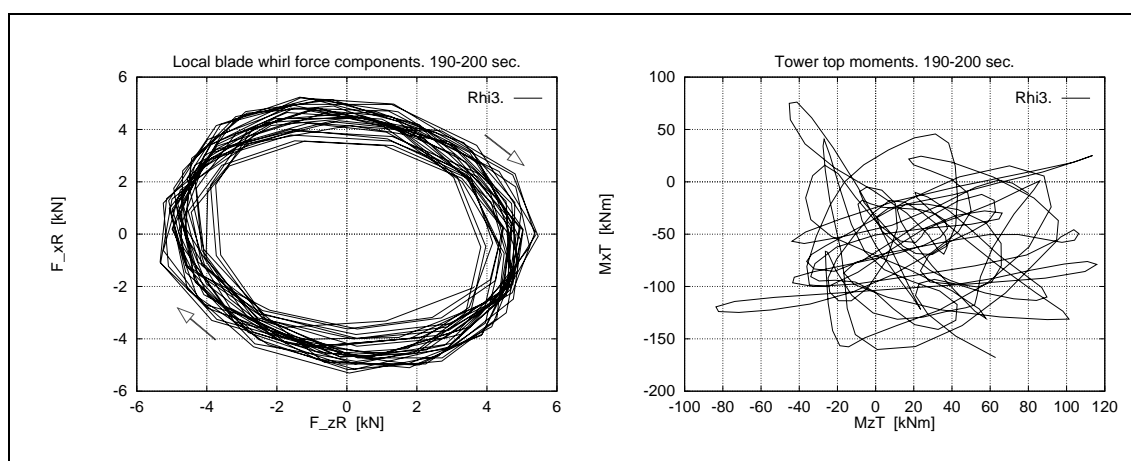 Local blade whirl force components. 190-200 sec.
Rhi3.
6
4
2
0
-2
-4
-6
F_xR [kN]
-6 -4 -2 0 2 4 6
F_zR [kN]
Tower top moments. 190-200 sec.
Rhi3.
100
50
0
-50
-100
-150
-200
MxT [kNm]
-100 -80 -60 -40 -20 0 20 40 60 80 100 120
MzT [kNm]